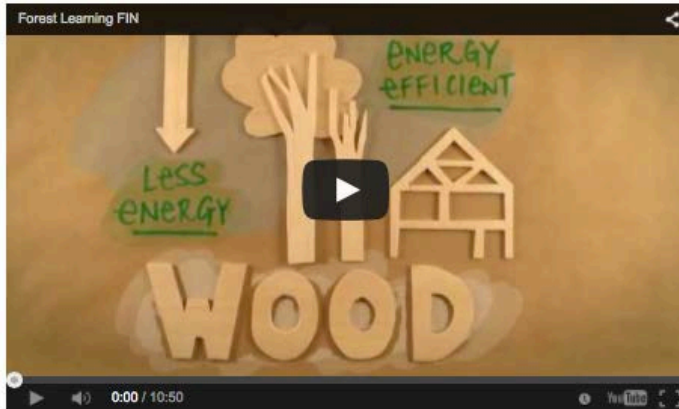 Forest Learning FIN
ENERGY
EFFICIENT
LESS
ENERGY
WOOD
0:00 / 10:50
YouTube